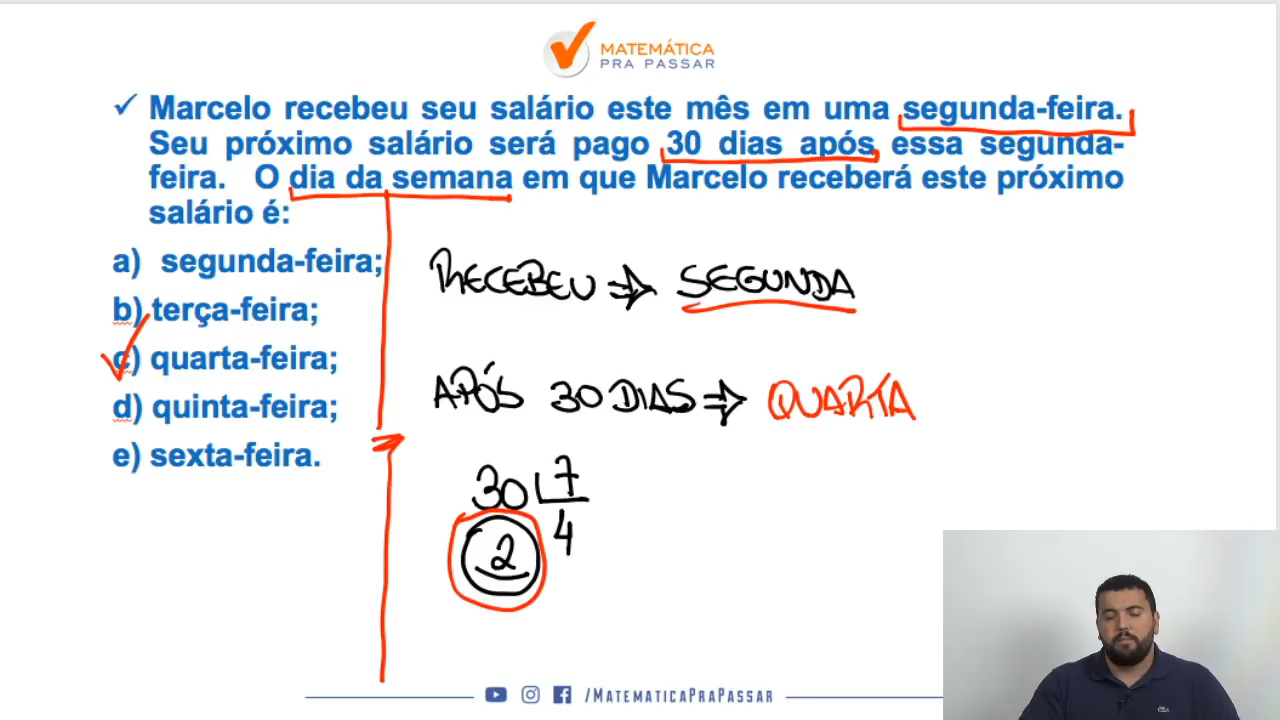 MATEMÁTICA
PRA PASSAR
✓ Marcelo recebeu seu salário este mês em uma segunda-feira.
Seu próximo salário será pago 30 dias após essa segunda-
feira. O dia da semana em que Marcelo receberá este próximo
salário é:
a) segunda-feira;
b) terça-feira;
c) quarta-feira;
d) quinta-feira;
e) sexta-feira.
RECEBEU ⇒ SEGUNDA
APÓS 30 DIAS ⇒ QUARTA
30 7
2 4
/MATEMATICAPRAPASSAR